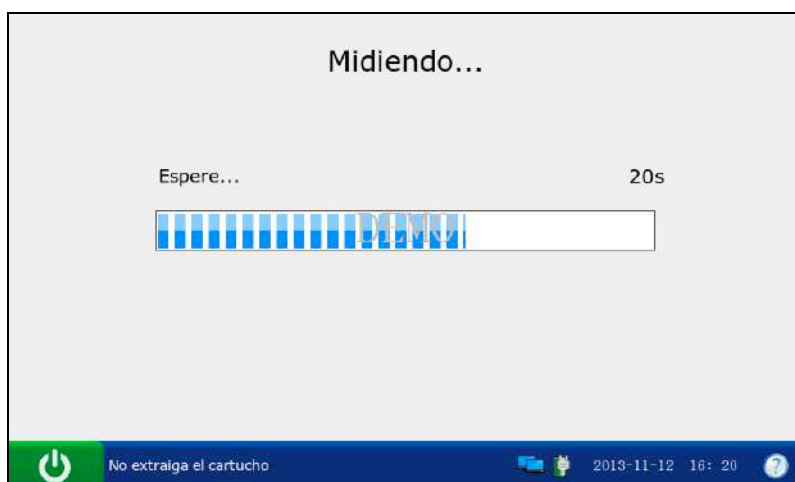 Midiendo...
Espere... 20s
DEMO
No extraiga el cartucho 2013-11-12 16: 20
?